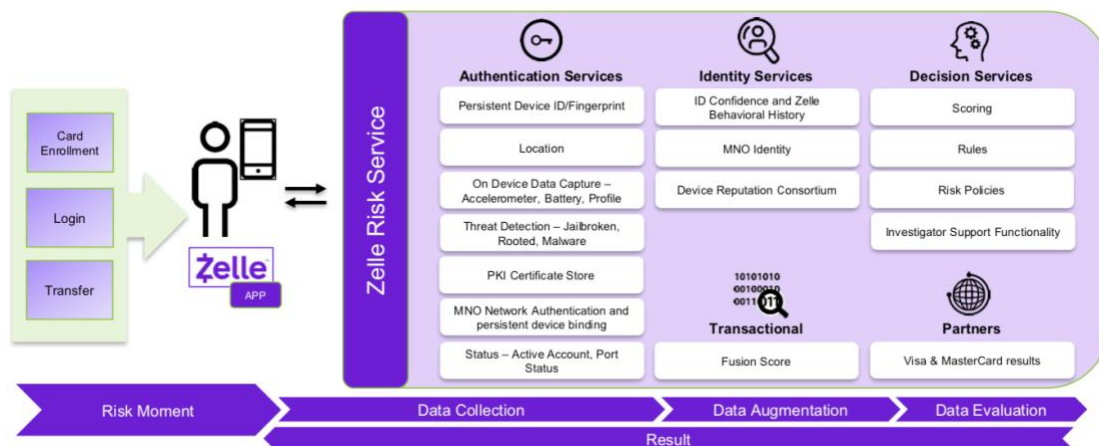 Card
Enrollment
Login
Transfer
Zelle
APP
Zelle Risk Service
Authentication Services
Persistent Device ID/Fingerprint
Location
On Device Data Capture –
Accelerometer, Battery, Profile
Threat Detection – Jailbroken,
Rooted, Malware
PKI Certificate Store
MNO Network Authentication and
persistent device binding
Status – Active Account, Port
Status
Identity Services
ID Confidence and Zelle
Behavioral History
MNO Identity
Device Reputation Consortium
10101010
00100010
0011011
Transactional
Fusion Score
Decision Services
Scoring
Rules
Risk Policies
Investigator Support Functionality
Partners
Visa & MasterCard results
Risk Moment
Data Collection
Data Augmentation
Data Evaluation
Result